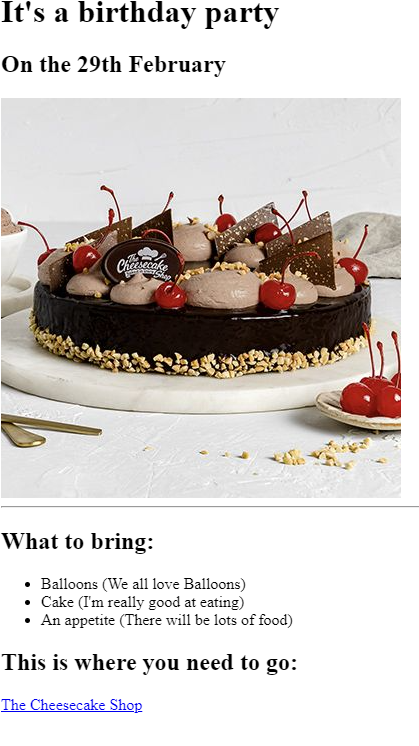 It's a birthday party
On the 29th February
The
Cheesecake
Shop
What to bring:
Balloons (We all love Balloons)
Cake (I'm really good at eating)
An appetite (There will be lots of food)
This is where you need to go:
The Cheesecake Shop